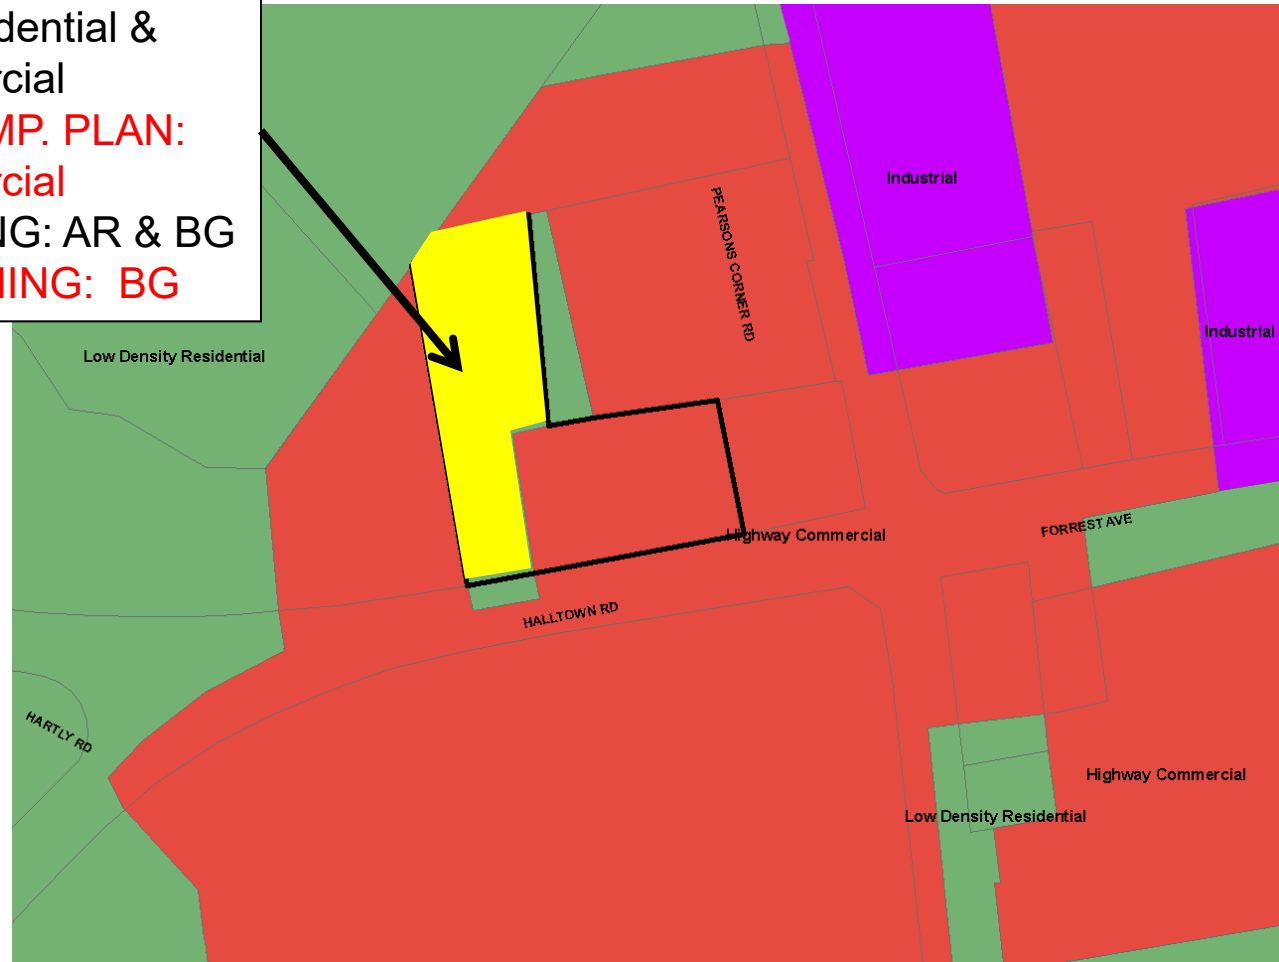 dential &
rcial
MP. PLAN:
rcial
NG: AR & BG
NING: BG
PEARSONS CORNER RD
Industrial
Industrial
Low Density Residential
Highway Commercial
FORREST AVE
HALLTOWN RD
HARTLY RD
Highway Commercial
Low Density Residential